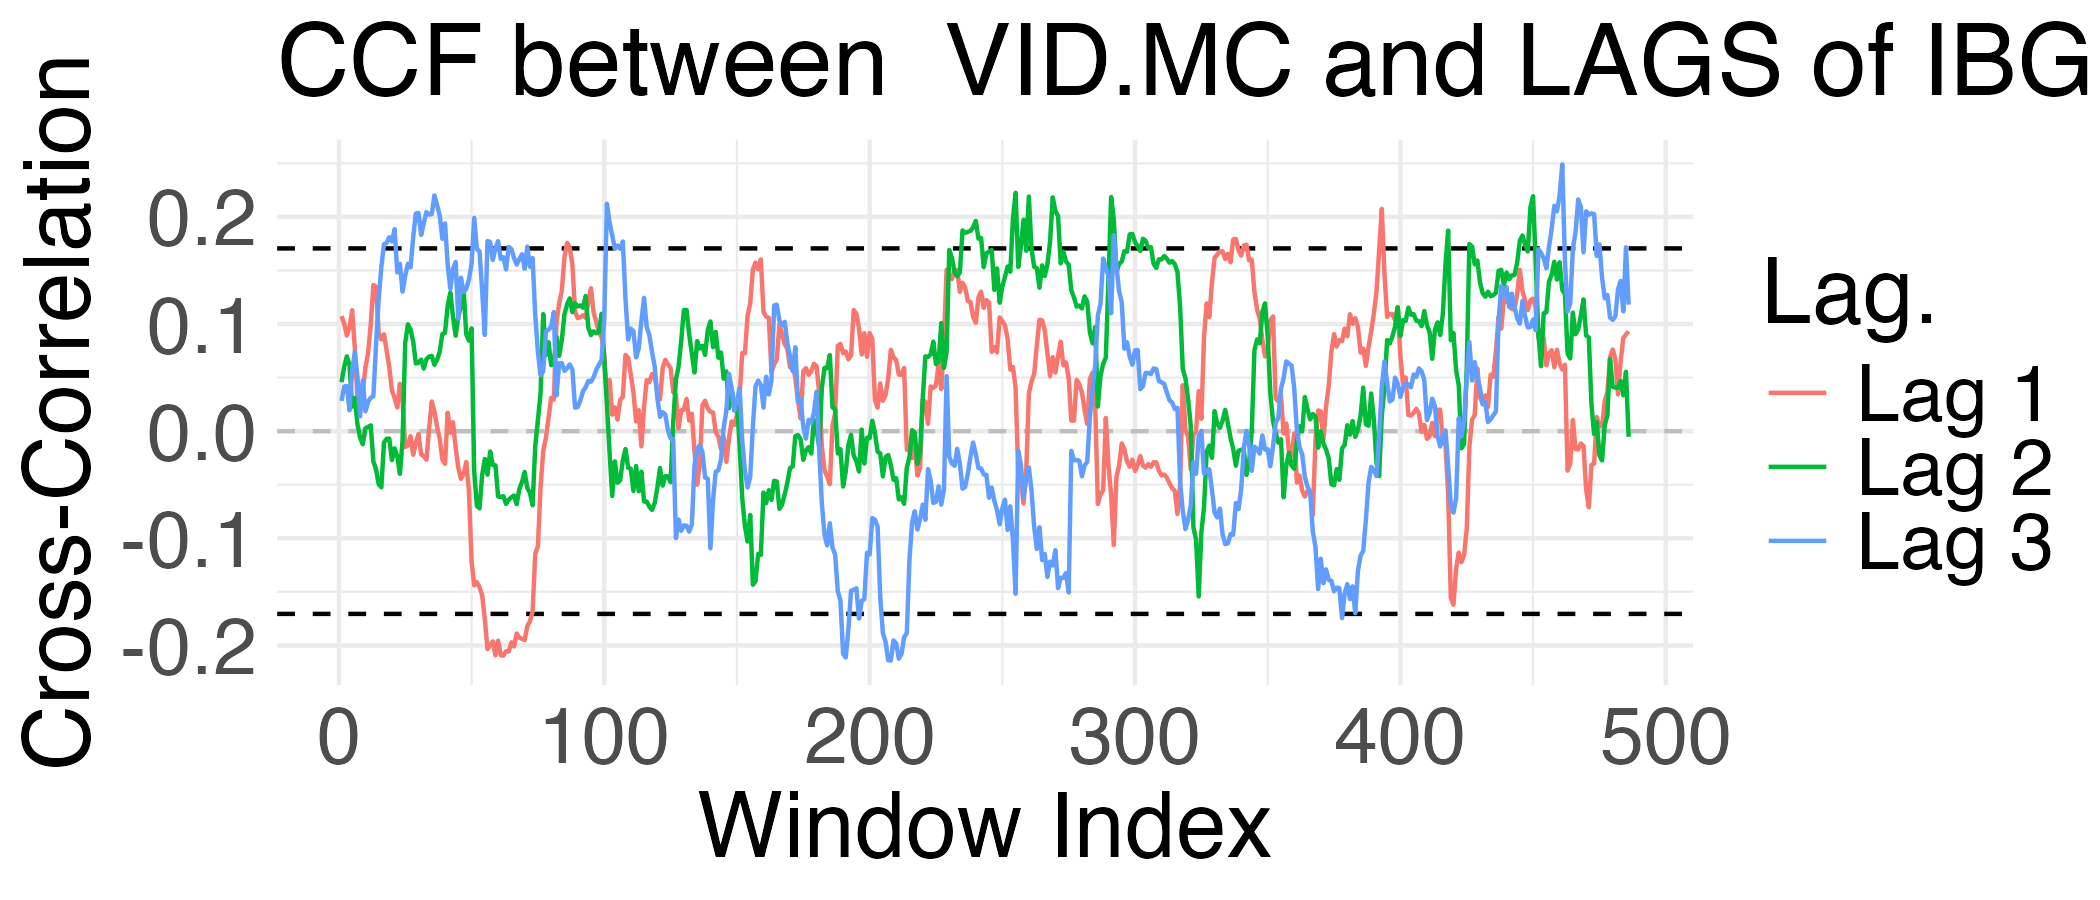 CCF between VID.MC and LAGS of IBG
Cross-Correlation
0.2
0.1
0.0
-0.1
-0.2
0 100 200 300 400 500
Window Index
Lag.
Lag 1
Lag 2
Lag 3